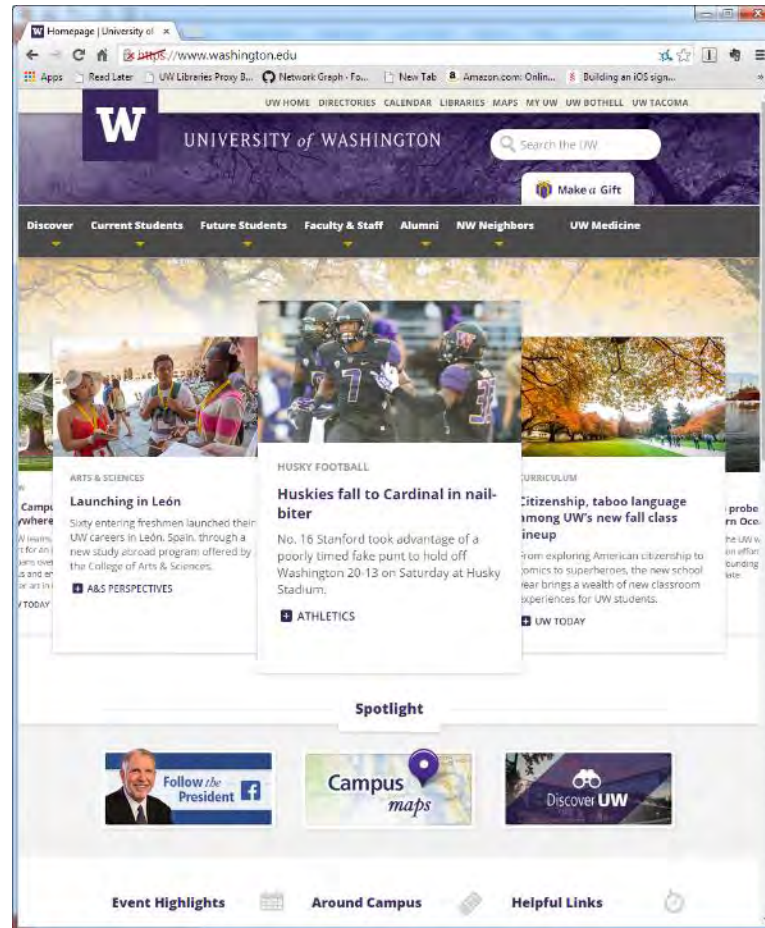 Homepage | University of
https://www.washington.edu
Apps Read Later UW Libraries Proxy B... Network Graph · Fo... New Tab Amazon.com: Onlin... Building an iOS sign... »
UW HOME DIRECTORIES CALENDAR LIBRARIES MAPS MY UW UW BOTHELL UW TACOMA
W
UNIVERSITY of WASHINGTON
Search the UW
Make a Gift
Discover Current Students Future Students Faculty & Staff Alumni NW Neighbors UW Medicine
HUSKY FOOTBALL
Huskies fall to Cardinal in nail-
biter
No. 16 Stanford took advantage of a
poorly timed fake punt to hold off
Washington 20-13 on Saturday at Husky
Stadium.
ATHLETICS
ARTS & SCIENCES
Launching in León
Sixty entering freshmen launched their
UW careers in León, Spain, through a
new study abroad program offered by
the College of Arts & Sciences.
A&S PERSPECTIVES
CURRICULUM
Citizenship, taboo language
among UW's new fall class
lineup
From exploring American citizenship to
comics to superheroes, the new school
year brings a wealth of new classroom
experiences for UW students.
UW TODAY
Spotlight
Follow the
President
Campus
maps
Discover UW
Event Highlights
Around Campus
Helpful Links